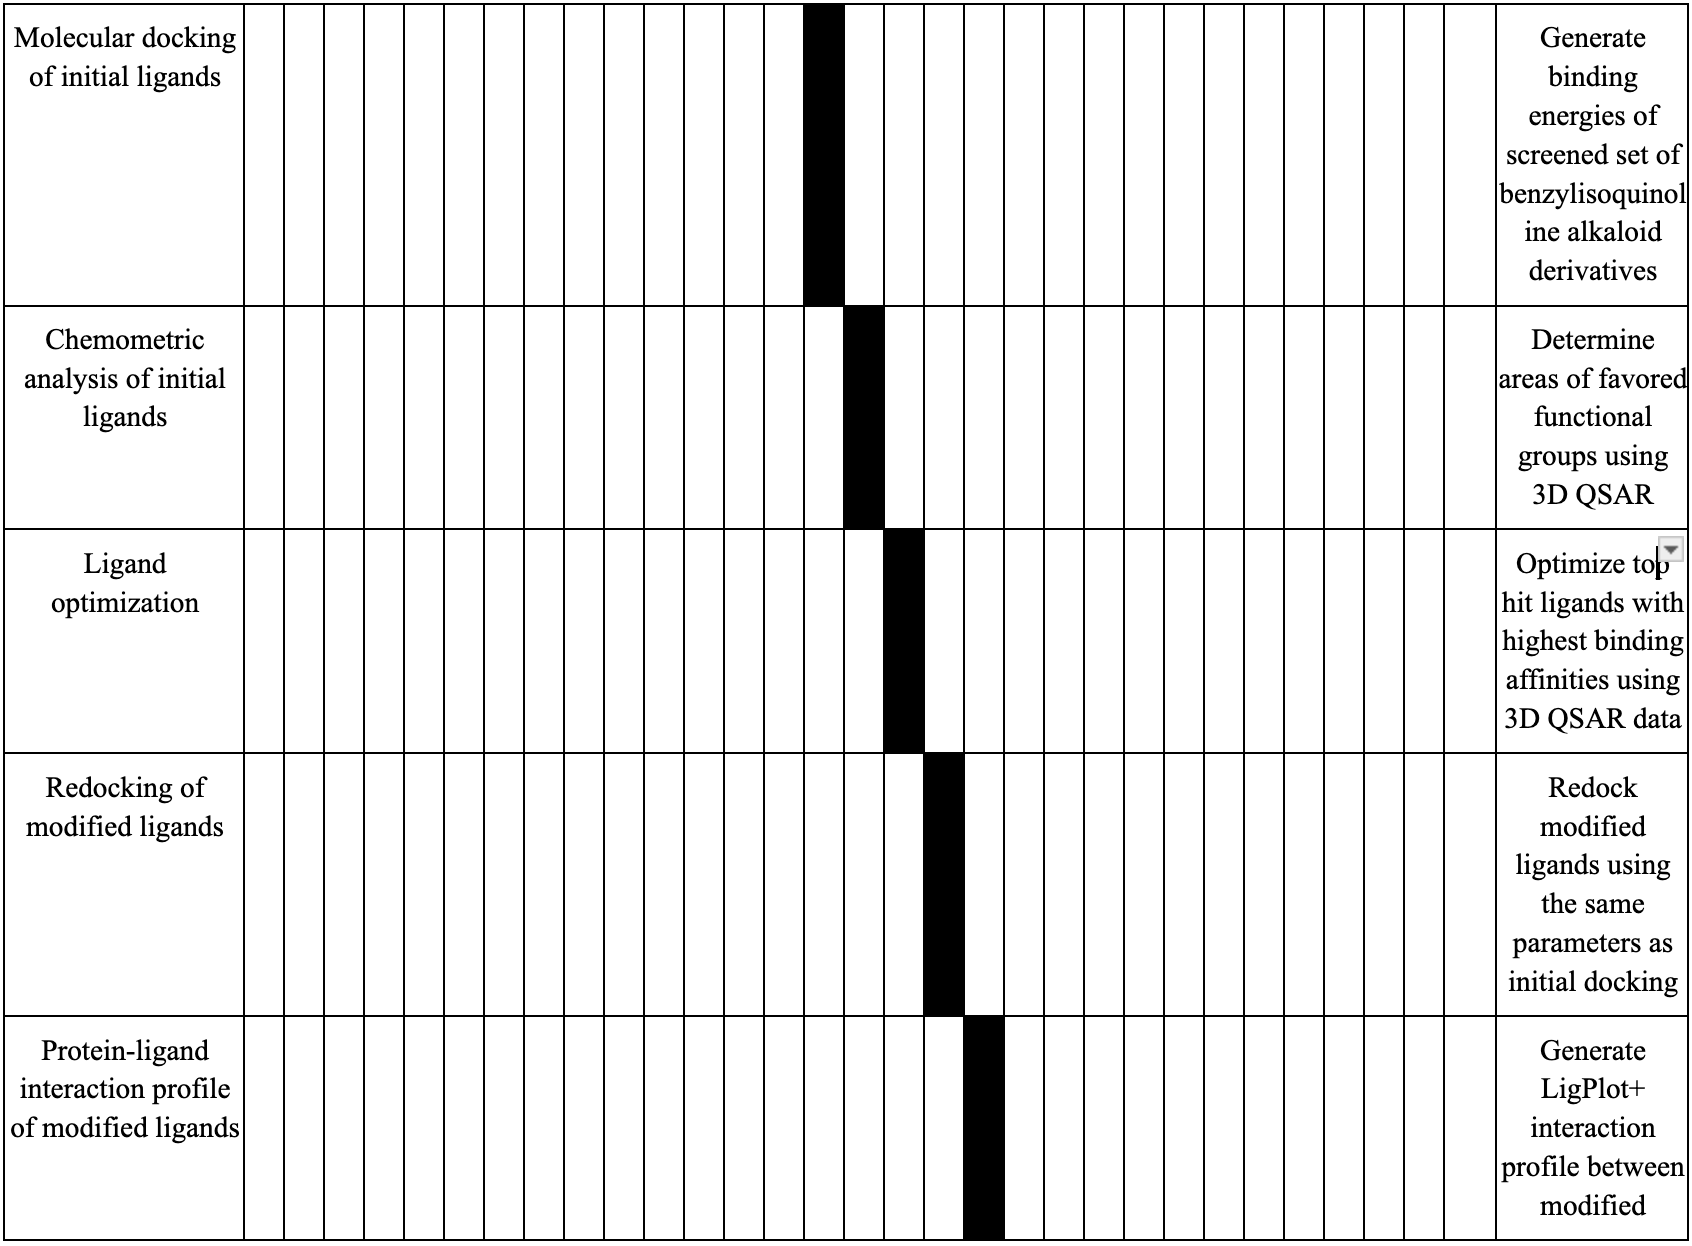 Molecular docking
of initial ligands
Generate
binding
energies of
screened set of
benzylisoquinol
ine alkaloid
derivatives
Chemometric
analysis of initial
ligands
Determine
areas of favored
functional
groups using
3D QSAR
Ligand
optimization
Optimize top
hit ligands with
highest binding
affinities using
3D QSAR data
Redocking of
modified ligands
Redock
modified
ligands using
the same
parameters as
initial docking
Protein-ligand
interaction profile
of modified ligands
Generate
LigPlot+
interaction
profile between
modified